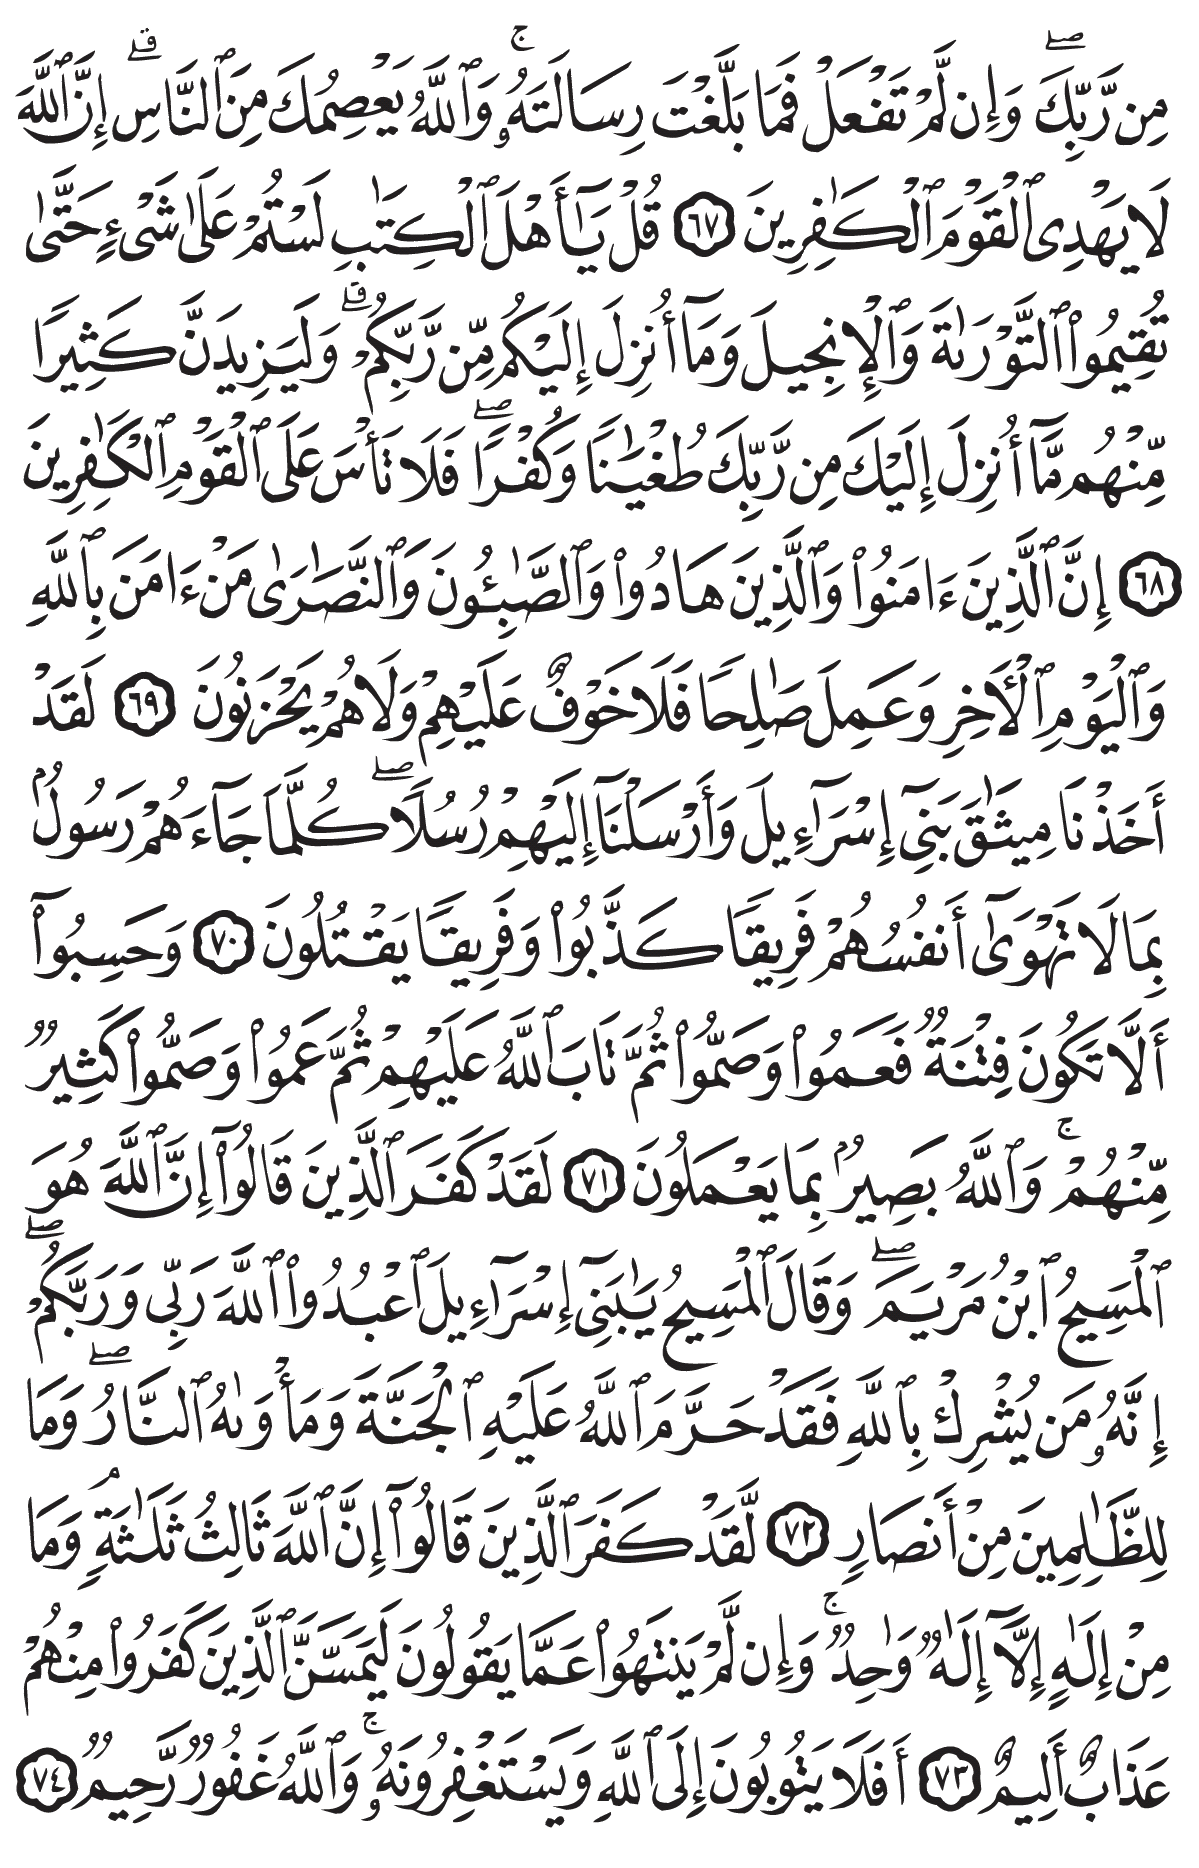 مِن رَّبِّكَ ۖ وَإِن لَّمْ تَفْعَلْ فَمَا بَلَّغْتَ رِسَالَتَهُۥ ۚ وَٱللَّهُ يَعْصِمُكَ مِنَ ٱلنَّاسِ ۗ إِنَّ ٱللَّهَ
لَا يَهْدِى ٱلْقَوْمَ ٱلْكَٰفِرِينَ ٦٧ قُلْ يَٰٓأَهْلَ ٱلْكِتَٰبِ لَسْتُمْ عَلَىٰ شَىْءٍ حَتَّىٰ
تُقِيمُوا۟ ٱلتَّوْرَىٰةَ وَٱلْإِنجِيلَ وَمَآ أُنزِلَ إِلَيْكُم مِّن رَّبِّكُمْ ۗ وَلَيَزِيدَنَّ كَثِيرًا
مِّنْهُم مَّآ أُنزِلَ إِلَيْكَ مِن رَّبِّكَ طُغْيَٰنًا وَكُفْرًا ۖ فَلَا تَأْسَ عَلَى ٱلْقَوْمِ ٱلْكَٰفِرِينَ
٦٨ إِنَّ ٱلَّذِينَ ءَامَنُوا۟ وَٱلَّذِينَ هَادُوا۟ وَٱلصَّٰبِـُٔونَ وَٱلنَّصَٰرَىٰ مَنْ ءَامَنَ بِٱللَّهِ
وَٱلْيَوْمِ ٱلْـَٔاخِرِ وَعَمِلَ صَٰلِحًا فَلَا خَوْفٌ عَلَيْهِمْ وَلَا هُمْ يَحْزَنُونَ ٦٩ لَقَدْ
أَخَذْنَا مِيثَٰقَ بَنِىٓ إِسْرَٰٓءِيلَ وَأَرْسَلْنَآ إِلَيْهِمْ رُسُلًا ۖ كُلَّمَا جَآءَهُمْ رَسُولٌۢ
بِمَا لَا تَهْوَىٰٓ أَنفُسُهُمْ فَرِيقًا كَذَّبُوا۟ وَفَرِيقًا يَقْتُلُونَ ٧٠ وَحَسِبُوٓا۟
أَلَّا تَكُونَ فِتْنَةٌ فَعَمُوا۟ وَصَمُّوا۟ ثُمَّ تَابَ ٱللَّهُ عَلَيْهِمْ ثُمَّ عَمُوا۟ وَصَمُّوا۟ كَثِيرٌ
مِّنْهُمْ ۚ وَٱللَّهُ بَصِيرٌۢ بِمَا يَعْمَلُونَ ٧١ لَقَدْ كَفَرَ ٱلَّذِينَ قَالُوٓا۟ إِنَّ ٱللَّهَ هُوَ
ٱلْمَسِيحُ ٱبْنُ مَرْيَمَ ۖ وَقَالَ ٱلْمَسِيحُ يَٰبَنِىٓ إِسْرَٰٓءِيلَ ٱعْبُدُوا۟ ٱللَّهَ رَبِّى وَرَبَّكُمْ ۖ
إِنَّهُۥ مَن يُشْرِكْ بِٱللَّهِ فَقَدْ حَرَّمَ ٱللَّهُ عَلَيْهِ ٱلْجَنَّةَ وَمَأْوَىٰهُ ٱلنَّارُ ۖ وَمَا
لِلظَّٰلِمِينَ مِنْ أَنصَارٍ ٧٢ لَّقَدْ كَفَرَ ٱلَّذِينَ قَالُوٓا۟ إِنَّ ٱللَّهَ ثَالِثُ ثَلَٰثَةٍ ۘ وَمَا
مِنْ إِلَٰهٍ إِلَّآ إِلَٰهٌ وَٰحِدٌ ۚ وَإِن لَّمْ يَنتَهُوا۟ عَمَّا يَقُولُونَ لَيَمَسَّنَّ ٱلَّذِينَ كَفَرُوا۟ مِنْهُمْ
عَذَابٌ أَلِيمٌ ٧٣ أَفَلَا يَتُوبُونَ إِلَى ٱللَّهِ وَيَسْتَغْفِرُونَهُۥ ۚ وَٱللَّهُ غَفُورٌ رَّحِيمٌ ٧٤